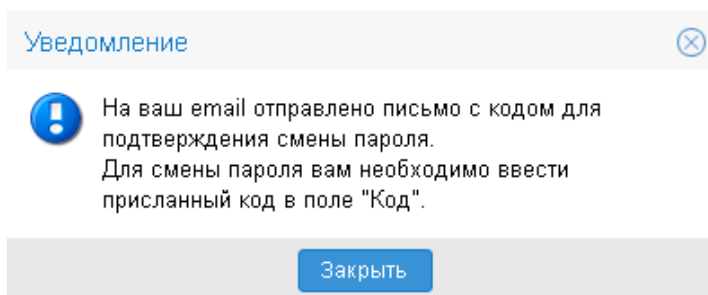 Уведомление
На ваш email отправлено письмо с кодом для
подтверждения смены пароля.
Для смены пароля вам необходимо ввести
присланный код в поле "Код".
Закрыть